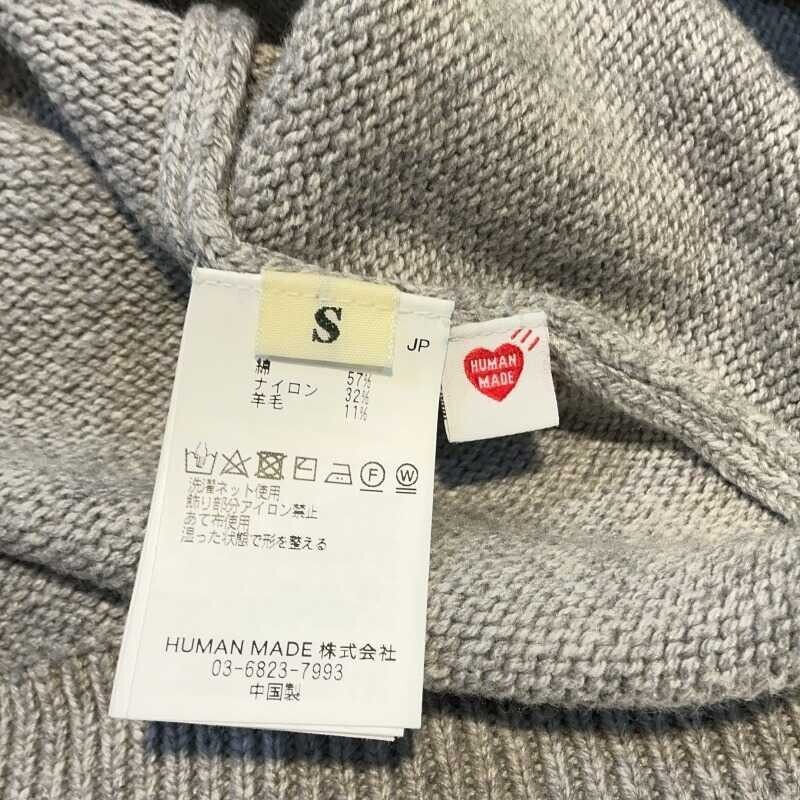 S
JP
綿 57%
ナイロン 32%
羊毛 11%
F
W
洗濯ネット使用
飾り部分アイロン禁止
あて布使用
湿った状態で形を整える
HUMAN MADE 株式会社
03-6823-7993
中国製
HUMAN
MADE